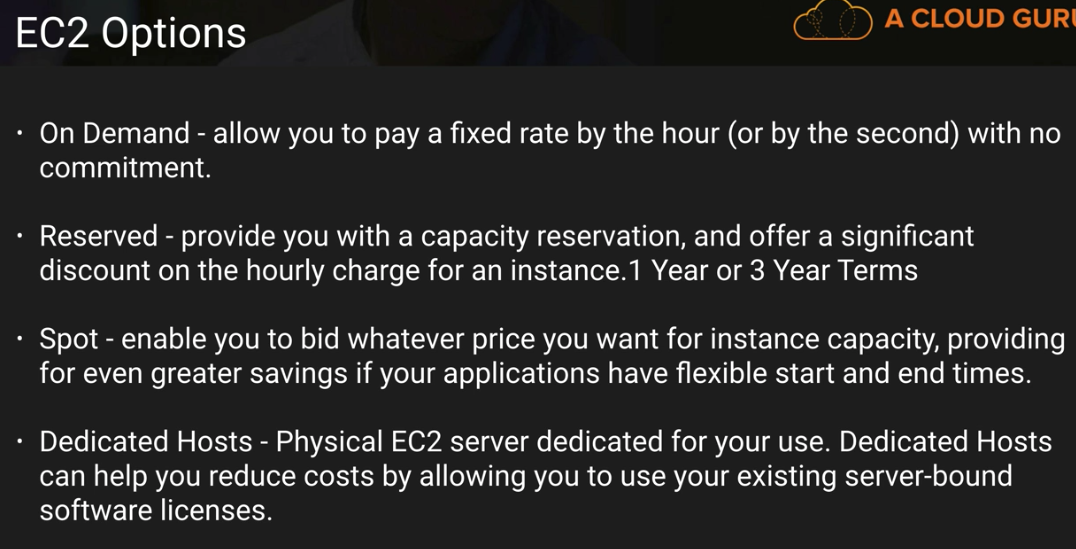 EC2 Options
A CLOUD GURU
· On Demand - allow you to pay a fixed rate by the hour (or by the second) with no
commitment.
· Reserved - provide you with a capacity reservation, and offer a significant
discount on the hourly charge for an instance.1 Year or 3 Year Terms
· Spot - enable you to bid whatever price you want for instance capacity, providing
for even greater savings if your applications have flexible start and end times.
· Dedicated Hosts - Physical EC2 server dedicated for your use. Dedicated Hosts
can help you reduce costs by allowing you to use your existing server-bound
software licenses.